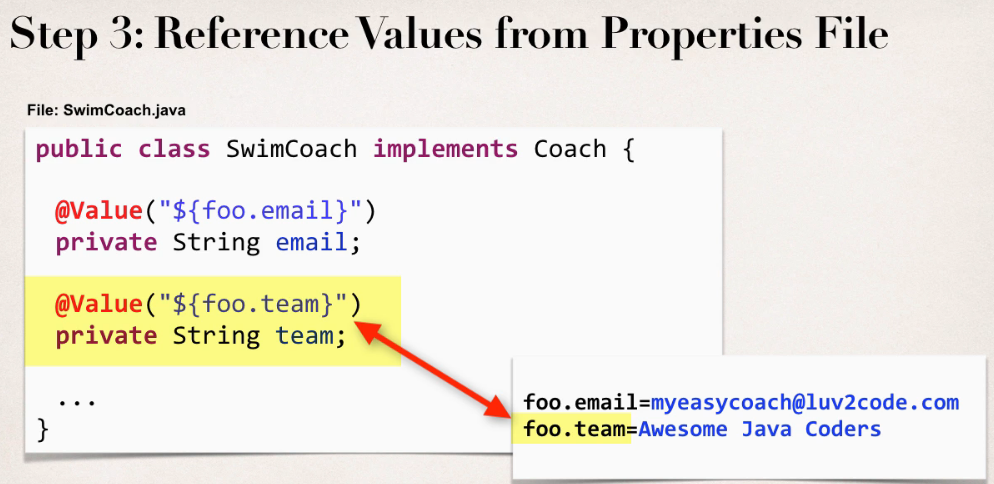 Step 3: Reference Values from Properties File
File: SwimCoach.java
public class SwimCoach implements Coach {
@Value("${foo.email}")
private String email;
@Value("${foo.team}")
private String team;
...
}
foo.email=myeasycoach@luv2code.com
foo.team=Awesome Java Coders